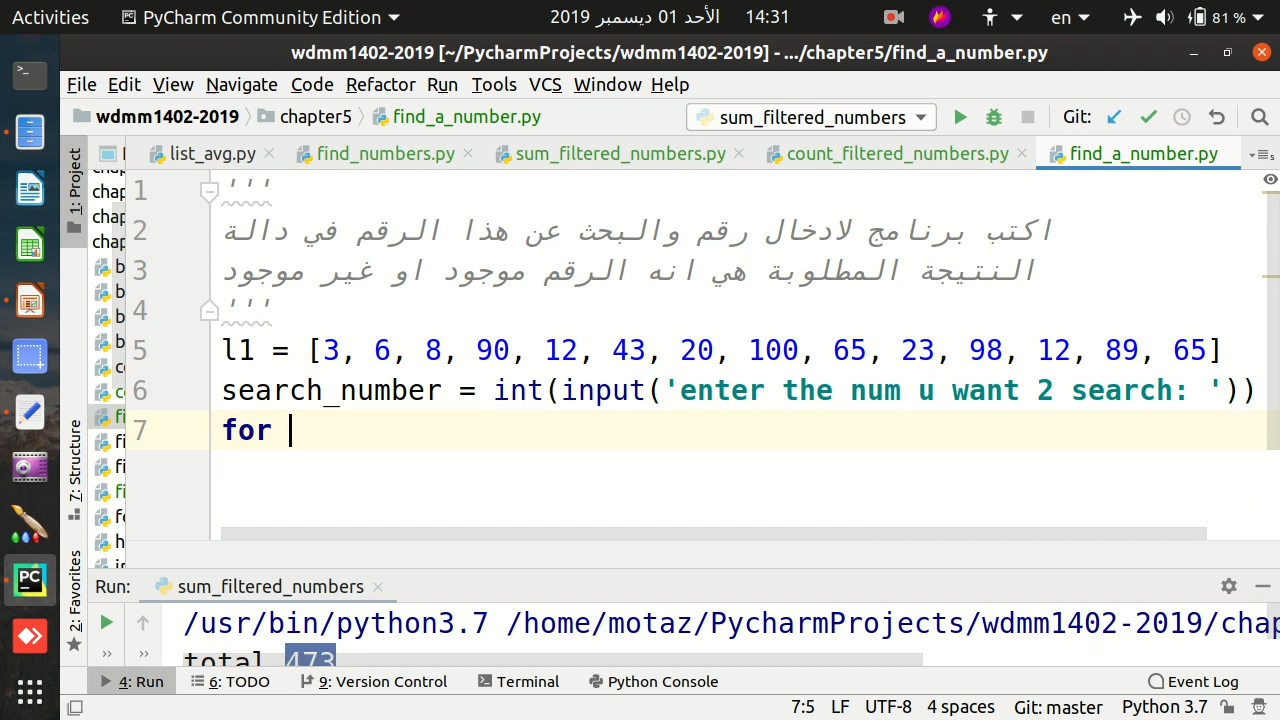 Activities PyCharm Community Edition الأحد 01 ديسمبر 2019 14:31 en 81 %
wdmm1402-2019 [~/PycharmProjects/wdmm1402-2019] - .../chapter5/find_a_number.py
File Edit View Navigate Code Refactor Run Tools VCS Window Help
wdmm1402-2019 chapter5 find_a_number.py sum_filtered_numbers Git:
1: Project list_avg.py find_numbers.py sum_filtered_numbers.py count_filtered_numbers.py find_a_number.py
1 '''
2 اكتب برنامج لادخال رقم والبحث عن هذا الرقم في دالة
3 النتيجة المطلوبة هي انه الرقم موجود او غير موجود
4 '''
5 l1 = [3, 6, 8, 90, 12, 43, 20, 100, 65, 23, 98, 12, 89, 65]
6 search_number = int(input('enter the num u want 2 search: '))
7 for
7: Structure
2: Favorites
Run: sum_filtered_numbers
/usr/bin/python3.7 /home/motaz/PycharmProjects/wdmm1402-2019/chap
total 473
4: Run 6: TODO 9: Version Control Terminal Python Console Event Log
7:5 LF UTF-8 4 spaces Git: master Python 3.7